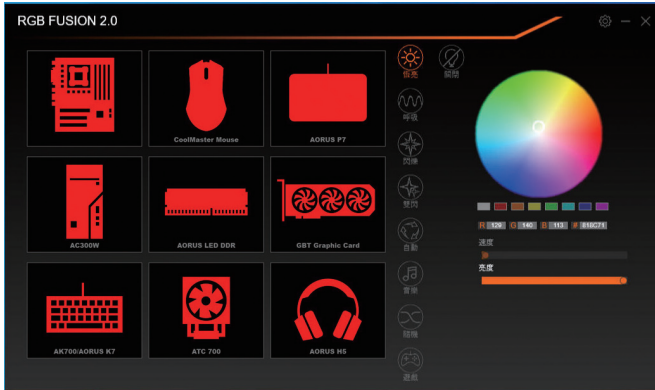 RGB FUSION 2.0
CoolMaster Mouse
AORUS P7
AC300W
AORUS LED DDR
GBT Graphic Card
AK700/AORUS K7
ATC 700
AORUS H5
恆亮
關閉
呼吸
閃爍
雙閃
自動
音樂
隨機
遊戲
R 129 G 140 B 113 # 818C71
速度
亮度